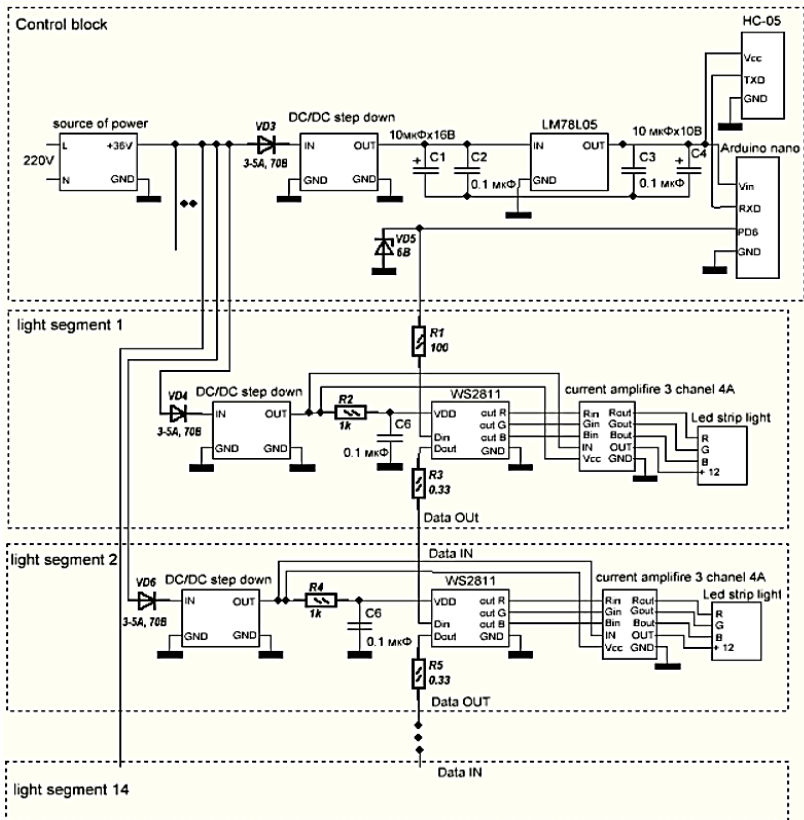 Control block
HC-05
Vcc
TXD
GND
source of power
L
+36V
220V
N
GND
VD3
3-5A, 70В
DC/DC step down
IN
OUT
GND
GND
10мкФх16В
C1
C2
0.1 мкФ
LM78L05
IN
OUT
GND
10 мкФх10В
C3
C4
0.1 мкФ
Arduino nano
Vin
RXD
PD6
GND
VD5
6В
light segment 1
R1
100
VD4
3-5A, 70В
DC/DC step down
IN
OUT
GND
GND
R2
1k
C6
0.1 мкФ
WS2811
VDD
Din
Dout
out R
out G
out B
GND
R3
0.33
current amplifire 3 chanel 4A
Rin
Gin
Bin
IN
Vcc
Rout
Gout
Bout
OUT
GND
Led strip light
R
G
B
+ 12
Data OUt
light segment 2
Data IN
VD6
3-5A, 70В
DC/DC step down
IN
OUT
GND
GND
R4
1k
C6
0.1 мкФ
WS2811
VDD
Din
Dout
out R
out G
out B
GND
R5
0.33
current amplifire 3 chanel 4A
Rin
Gin
Bin
IN
Vcc
Rout
Gout
Bout
OUT
GND
Led strip light
R
G
B
+ 12
Data OUT
Data IN
light segment 14